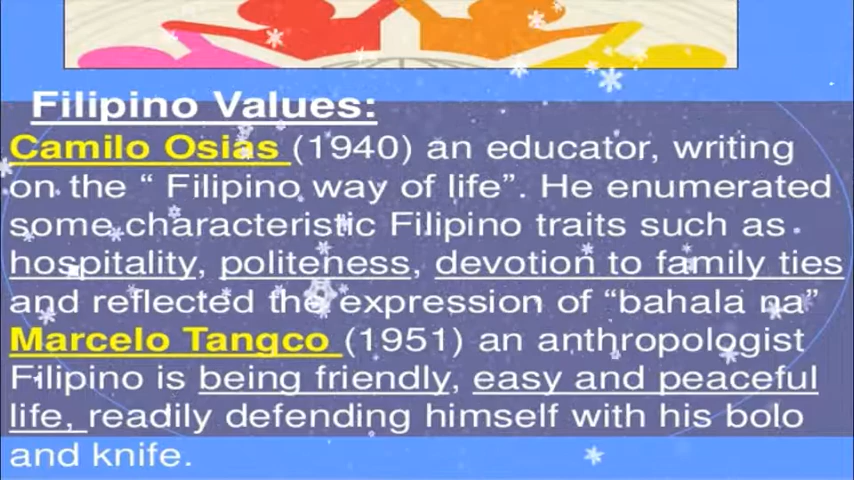 Filipino Values:
Camilo Osias (1940) an educator, writing
on the “ Filipino way of life”. He enumerated
some characteristic Filipino traits such as
hospitality, politeness, devotion to family ties
and reflected the expression of “bahala na”
Marcelo Tangco (1951) an anthropologist
Filipino is being friendly, easy and peaceful
life, readily defending himself with his bolo
and knife.